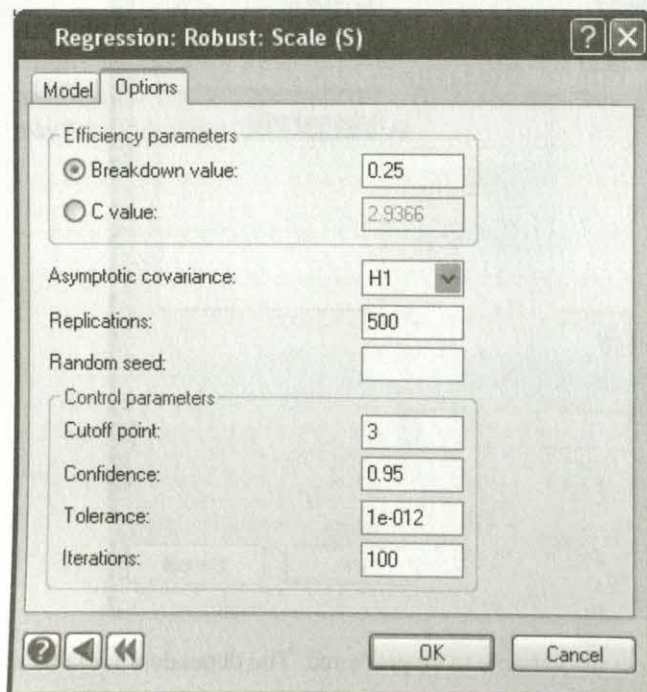 Regression: Robust: Scale (S)
Model
Options
Efficiency parameters
Breakdown value: 0.25
C value: 2.9366
Asymptotic covariance: H1
Replications: 500
Random seed:
Control parameters
Cutoff point: 3
Confidence: 0.95
Tolerance: 1e-012
Iterations: 100
OK
Cancel